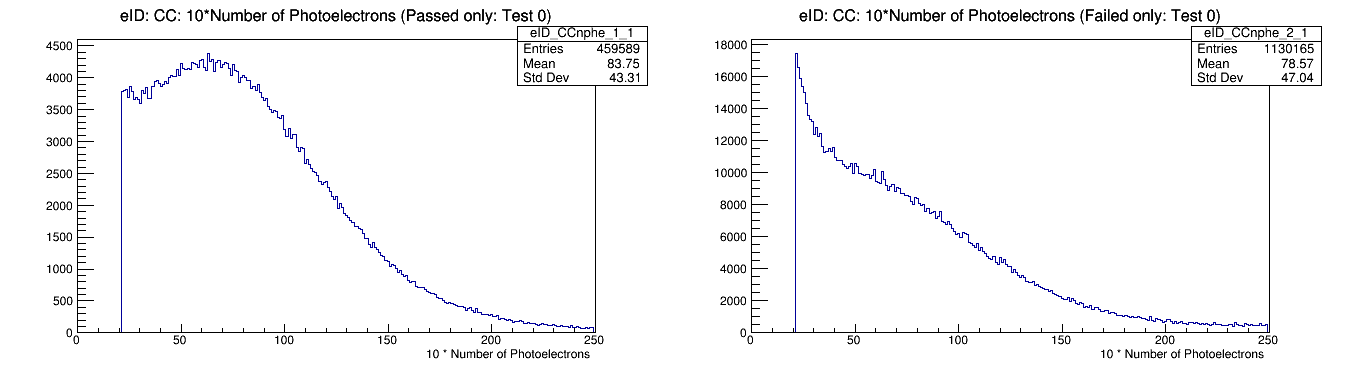 eID: CC: 10*Number of Photoelectrons (Passed only: Test 0)
eID_CCnphe_1_1
Entries 459589
Mean 83.75
Std Dev 43.31
4500
4000
3500
3000
2500
2000
1500
1000
500
0
0 50 100 150 200 250
10 * Number of Photoelectrons
eID: CC: 10*Number of Photoelectrons (Failed only: Test 0)
eID_CCnphe_2_1
Entries 1130165
Mean 78.57
Std Dev 47.04
18000
16000
14000
12000
10000
8000
6000
4000
2000
0
0 50 100 150 200 250
10 * Number of Photoelectrons